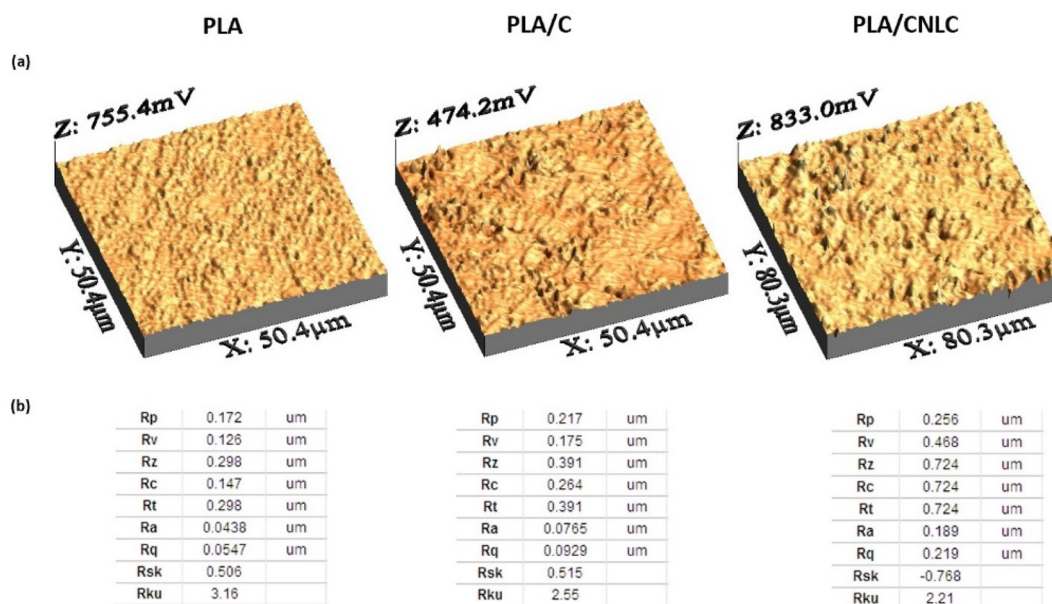 PLA PLA/C PLA/CNLC
(a)
Z: 755.4mV
Y: 50.4µm
X: 50.4µm
Z: 474.2mV
Y: 50.4µm
X: 50.4µm
Z: 833.0mV
Y: 80.3µm
X: 80.3µm
(b)
Rp 0.172 um
Rv 0.126 um
Rz 0.298 um
Rc 0.147 um
Rt 0.298 um
Ra 0.0438 um
Rq 0.0547 um
Rsk 0.506
Rku 3.16
Rp 0.217 um
Rv 0.175 um
Rz 0.391 um
Rc 0.264 um
Rt 0.391 um
Ra 0.0765 um
Rq 0.0929 um
Rsk 0.515
Rku 2.55
Rp 0.256 um
Rv 0.468 um
Rz 0.724 um
Rc 0.724 um
Rt 0.724 um
Ra 0.189 um
Rq 0.219 um
Rsk -0.768
Rku 2.21